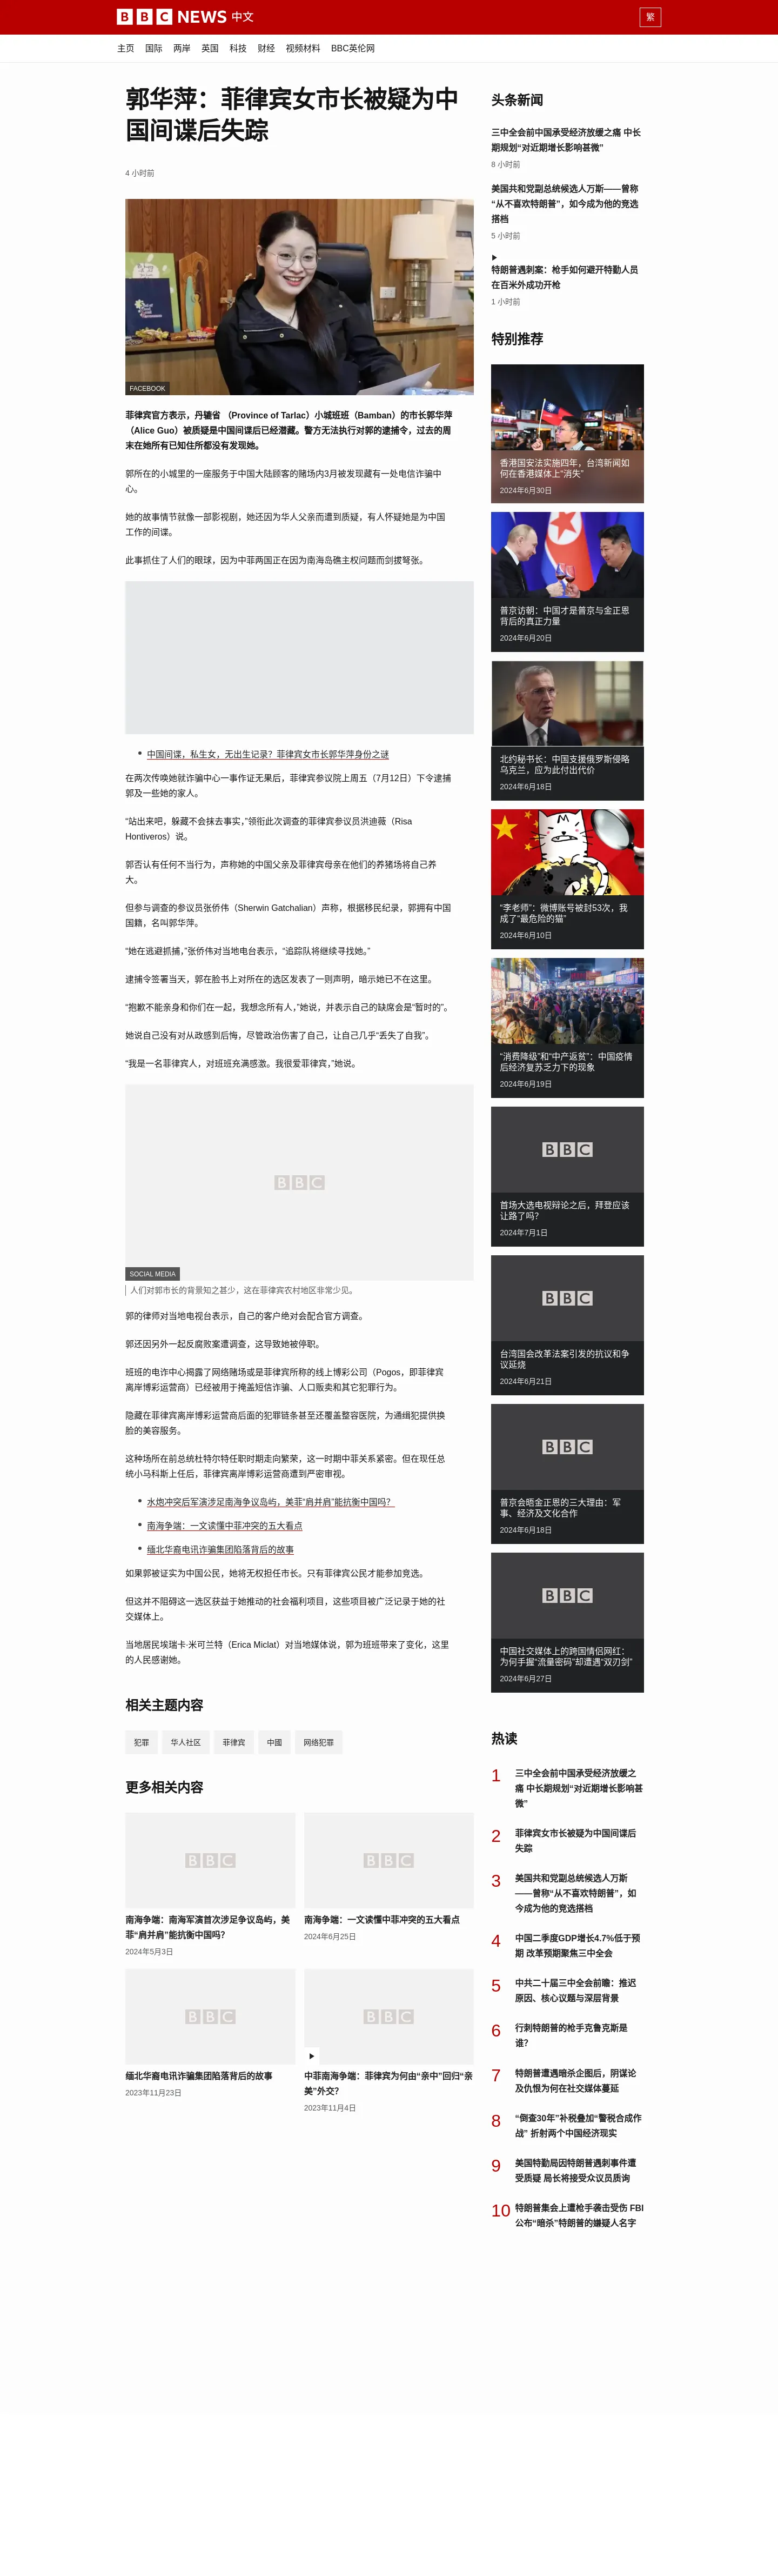 BBC NEWS 中文
繁
主页 国际 两岸 英国 科技 财经 视频材料 BBC英伦网
郭华萍：菲律宾女市长被疑为中
国间谍后失踪
4 小时前
FACEBOOK
菲律宾官方表示，丹辘省 （Province of Tarlac）小城班班（Bamban）的市长郭华萍
（Alice Guo）被质疑是中国间谍后已经潜藏。警方无法执行对郭的逮捕令，过去的周
末在她所有已知住所都没有发现她。
郭所在的小城里的一座服务于中国大陆顾客的赌场内3月被发现藏有一处电信诈骗中
心。
她的故事情节就像一部影视剧，她还因为华人父亲而遭到质疑，有人怀疑她是为中国
工作的间谍。
此事抓住了人们的眼球，因为中菲两国正在因为南海岛礁主权问题而剑拔弩张。
中国间谍，私生女，无出生记录？菲律宾女市长郭华萍身份之谜
在两次传唤她就诈骗中心一事作证无果后，菲律宾参议院上周五（7月12日）下令逮捕
郭及一些她的家人。
“站出来吧，躲藏不会抹去事实，”领衔此次调查的菲律宾参议员洪迪薇（Risa
Hontiveros）说。
郭否认有任何不当行为，声称她的中国父亲及菲律宾母亲在他们的养猪场将自己养
大。
但参与调查的参议员张侨伟（Sherwin Gatchalian）声称，根据移民纪录，郭拥有中国
国籍，名叫郭华萍。
“她在逃避抓捕，”张侨伟对当地电台表示，“追踪队将继续寻找她。”
逮捕令签署当天，郭在脸书上对所在的选区发表了一则声明，暗示她已不在这里。
“抱歉不能亲身和你们在一起，我想念所有人，”她说，并表示自己的缺席会是“暂时的”。
她说自己没有对从政感到后悔，尽管政治伤害了自己，让自己几乎“丢失了自我”。
“我是一名菲律宾人，对班班充满感激。我很爱菲律宾，”她说。
BBC
SOCIAL MEDIA
人们对郭市长的背景知之甚少，这在菲律宾农村地区非常少见。
郭的律师对当地电视台表示，自己的客户绝对会配合官方调查。
郭还因另外一起反腐败案遭调查，这导致她被停职。
班班的电诈中心揭露了网络赌场或是菲律宾所称的线上博彩公司（Pogos，即菲律宾
离岸博彩运营商）已经被用于掩盖短信诈骗、人口贩卖和其它犯罪行为。
隐藏在菲律宾离岸博彩运营商后面的犯罪链条甚至还覆盖整容医院，为通缉犯提供换
脸的美容服务。
这种场所在前总统杜特尔特任职时期走向繁荣，这一时期中菲关系紧密。但在现任总
统小马科斯上任后，菲律宾离岸博彩运营商遭到严密审视。
水炮冲突后军演涉足南海争议岛屿，美菲“肩并肩”能抗衡中国吗？
南海争端：一文读懂中菲冲突的五大看点
缅北华裔电讯诈骗集团陷落背后的故事
如果郭被证实为中国公民，她将无权担任市长。只有菲律宾公民才能参加竞选。
但这并不阻碍这一选区获益于她推动的社会福利项目，这些项目被广泛记录于她的社
交媒体上。
当地居民埃瑞卡·米可兰特（Erica Miclat）对当地媒体说，郭为班班带来了变化，这里
的人民感谢她。
相关主题内容
犯罪 华人社区 菲律宾 中國 网络犯罪
更多相关内容
BBC
南海争端：南海军演首次涉足争议岛屿，美
菲“肩并肩”能抗衡中国吗？
2024年5月3日
BBC
南海争端：一文读懂中菲冲突的五大看点
2024年6月25日
BBC
缅北华裔电讯诈骗集团陷落背后的故事
2023年11月23日
BBC
中菲南海争端：菲律宾为何由“亲中”回归“亲
美”外交？
2023年11月4日
头条新闻
三中全会前中国承受经济放缓之痛 中长
期规划“对近期增长影响甚微”
8 小时前
美国共和党副总统候选人万斯——曾称
“从不喜欢特朗普”，如今成为他的竞选
搭档
5 小时前
特朗普遇刺案：枪手如何避开特勤人员
在百米外成功开枪
1 小时前
特别推荐
香港国安法实施四年，台湾新闻如
何在香港媒体上“消失”
2024年6月30日
普京访朝：中国才是普京与金正恩
背后的真正力量
2024年6月20日
北约秘书长：中国支援俄罗斯侵略
乌克兰，应为此付出代价
2024年6月18日
“李老师”：微博账号被封53次，我
成了“最危险的猫”
2024年6月10日
“消费降级”和“中产返贫”：中国疫情
后经济复苏乏力下的现象
2024年6月19日
BBC
首场大选电视辩论之后，拜登应该
让路了吗？
2024年7月1日
BBC
台湾国会改革法案引发的抗议和争
议延烧
2024年6月21日
BBC
普京会晤金正恩的三大理由：军
事、经济及文化合作
2024年6月18日
BBC
中国社交媒体上的跨国情侣网红：
为何手握“流量密码”却遭遇“双刃剑”
2024年6月27日
热读
1 三中全会前中国承受经济放缓之
痛 中长期规划“对近期增长影响甚
微”
2 菲律宾女市长被疑为中国间谍后
失踪
3 美国共和党副总统候选人万斯
——曾称“从不喜欢特朗普”，如
今成为他的竞选搭档
4 中国二季度GDP增长4.7%低于预
期 改革预期聚焦三中全会
5 中共二十届三中全会前瞻：推迟
原因、核心议题与深层背景
6 行刺特朗普的枪手克鲁克斯是
谁？
7 特朗普遭遇暗杀企图后，阴谋论
及仇恨为何在社交媒体蔓延
8 “倒查30年”补税叠加“警税合成作
战” 折射两个中国经济现实
9 美国特勤局因特朗普遇刺事件遭
受质疑 局长将接受众议员质询
10 特朗普集会上遭枪手袭击受伤 FBI
公布“暗杀”特朗普的嫌疑人名字